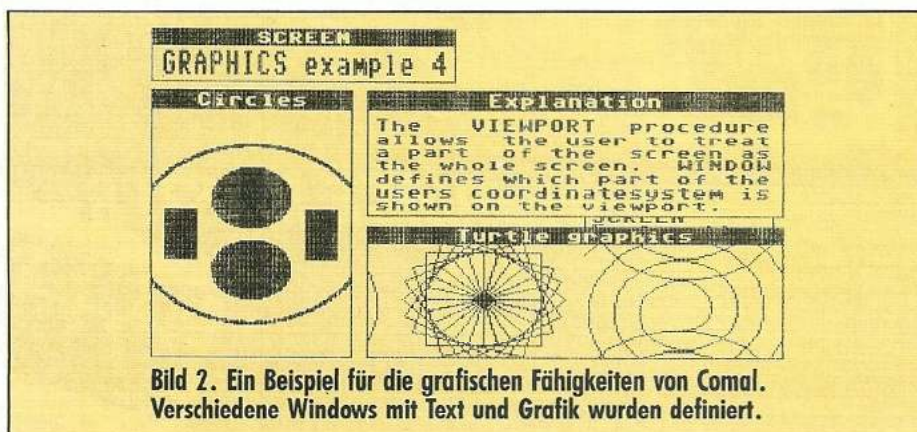 SCREEN
GRAPHICS example 4
Circles
Explanation
The VIEWPORT procedure
allows the user to treat
a part of the screen as
the whole screen. WINDOW
defines which part of the
users coordinatesystem is
shown on the viewport.
SCREEN
Turtle graphics
Bild 2. Ein Beispiel für die grafischen Fähigkeiten von Comal.
Verschiedene Windows mit Text und Grafik wurden definiert.